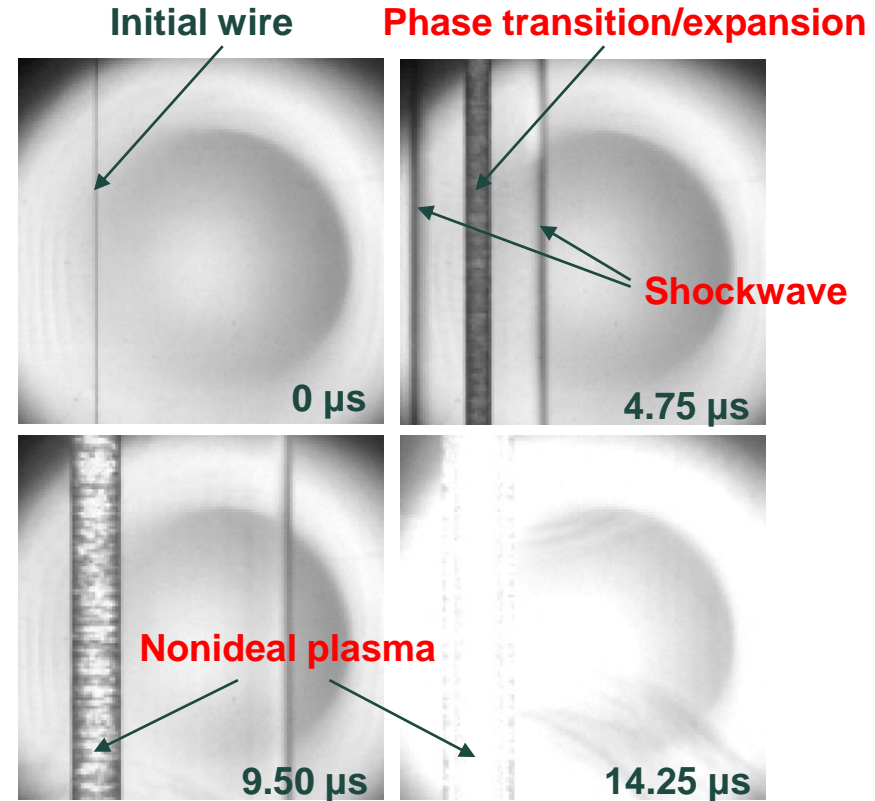 Initial wire
Phase transition/expansion
0 µs
4.75 µs
Shockwave
Nonideal plasma
9.50 µs
14.25 µs